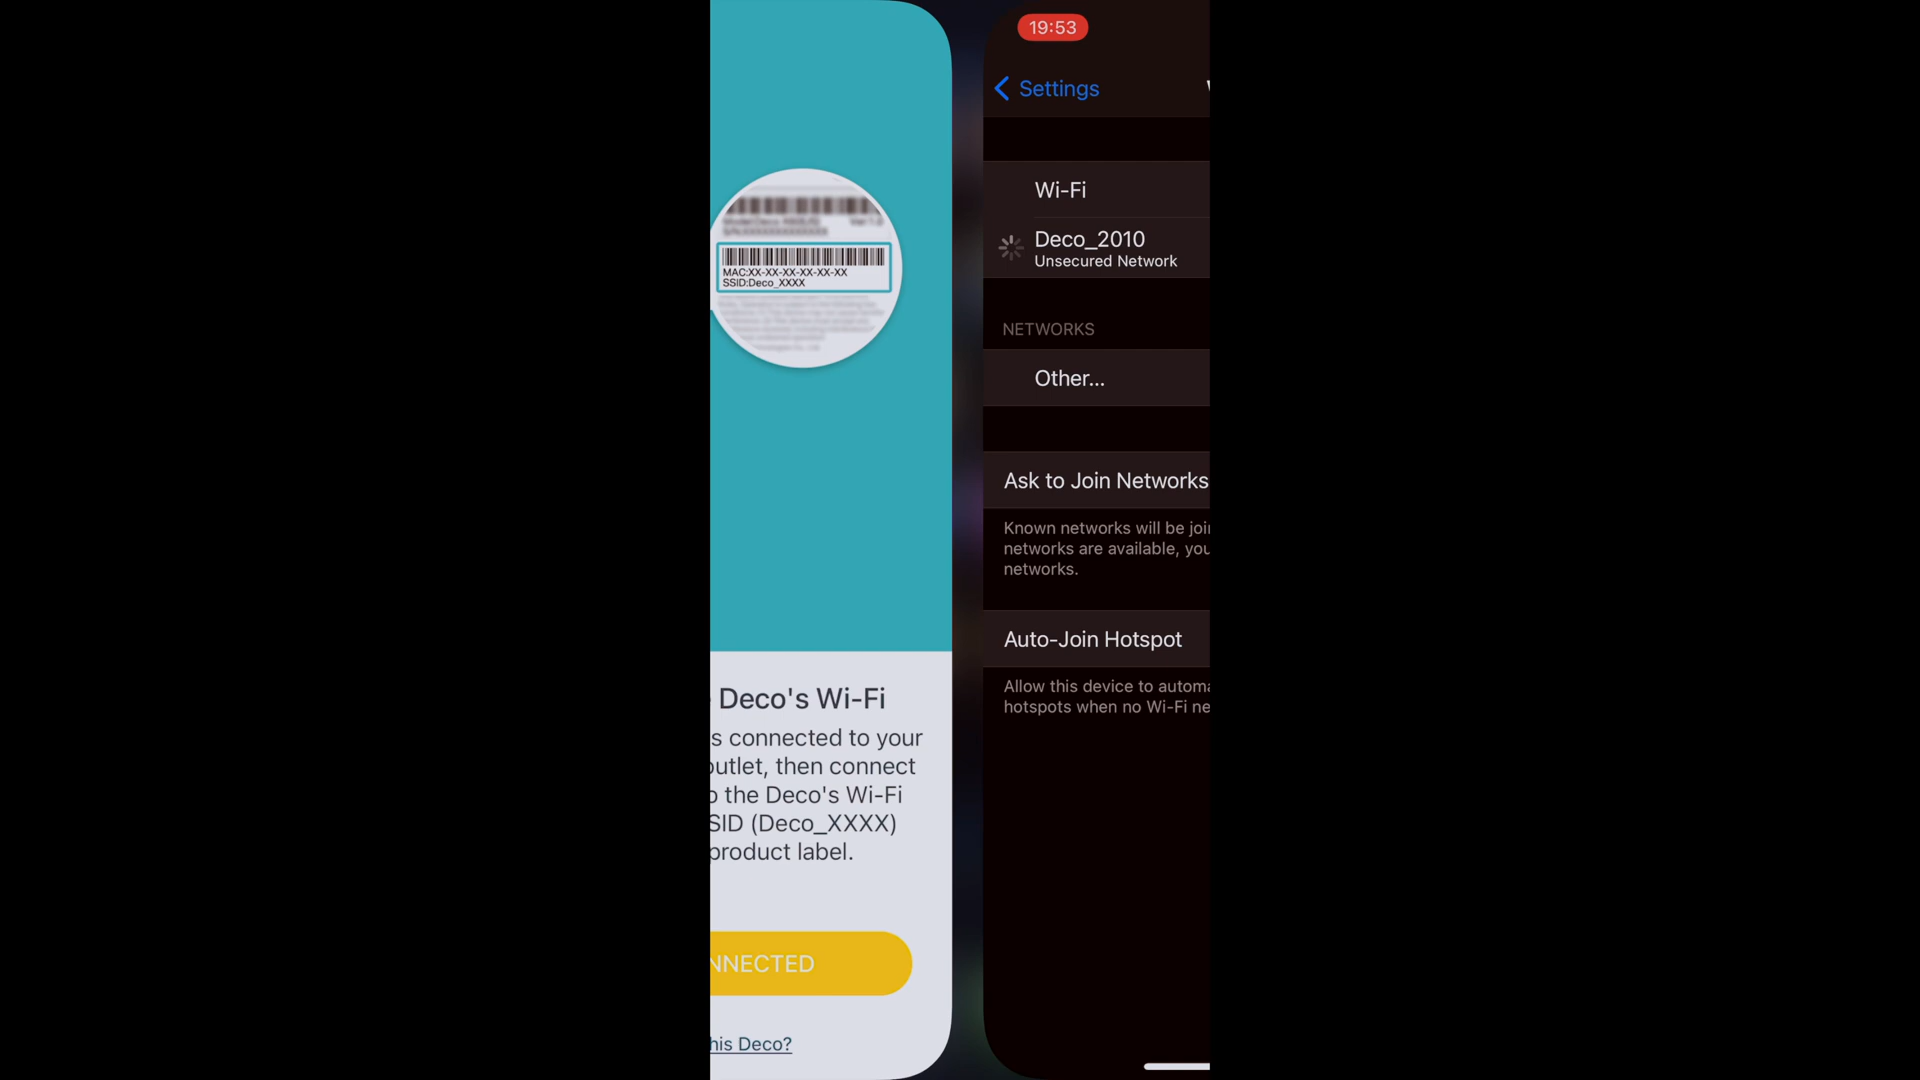 MAC:XX-XX-XX-XX-XX-XX
SSID:Deco_XXXX
Deco's Wi-Fi
s connected to your
outlet, then connect
the Deco's Wi-Fi
SID (Deco_XXXX)
product label.
NNECTED
his Deco?
19:53
Settings
Wi-Fi
Deco_2010
Unsecured Network
NETWORKS
Other...
Ask to Join Networks
Known networks will be joi
networks are available, you
networks.
Auto-Join Hotspot
Allow this device to autom
hotspots when no Wi-Fi ne